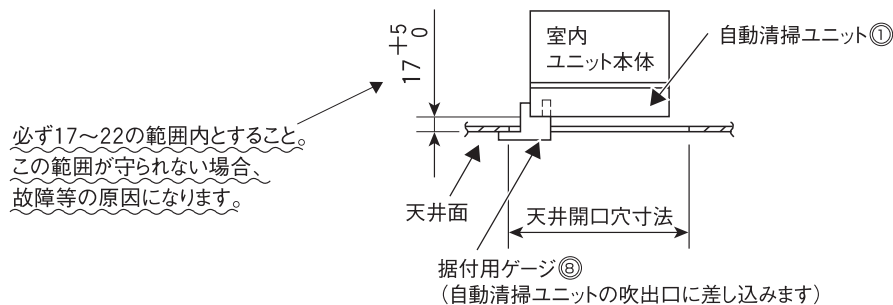 17 +5 0
室内
ユニット本体
自動清掃ユニット①
必ず17～22の範囲内とすること。
この範囲が守られない場合、
故障等の原因になります。
天井面
天井開口穴寸法
据付用ゲージ⑧
（自動清掃ユニットの吹出口に差し込みます）